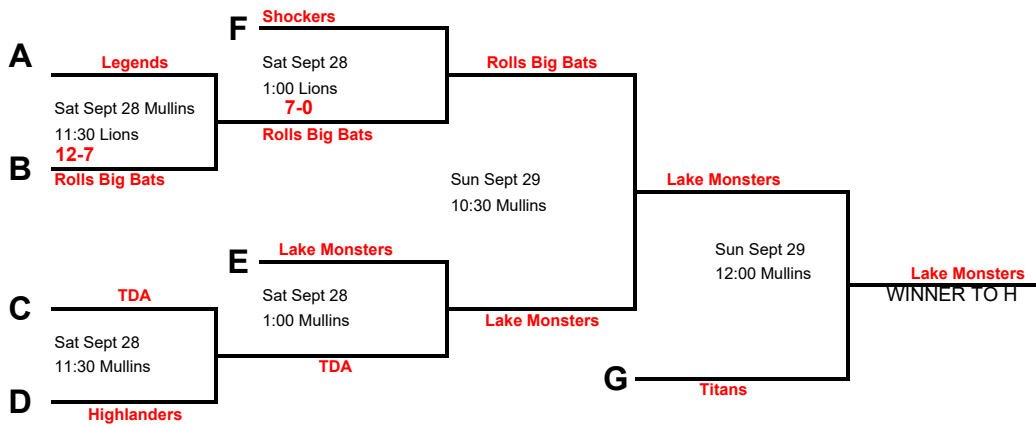 F
Shockers
A
Legends
Sat Sept 28
1:00 Lions
7-0
Rolls Big Bats
Rolls Big Bats
Sat Sept 28 Mullins
11:30 Lions
12-7
B
Rolls Big Bats
Sun Sept 29
10:30 Mullins
Lake Monsters
E
Lake Monsters
Sun Sept 29
12:00 Mullins
Lake Monsters
WINNER TO H
C
TDA
Sat Sept 28
1:00 Mullins
Lake Monsters
Sat Sept 28
11:30 Mullins
TDA
D
Highlanders
G
Titans